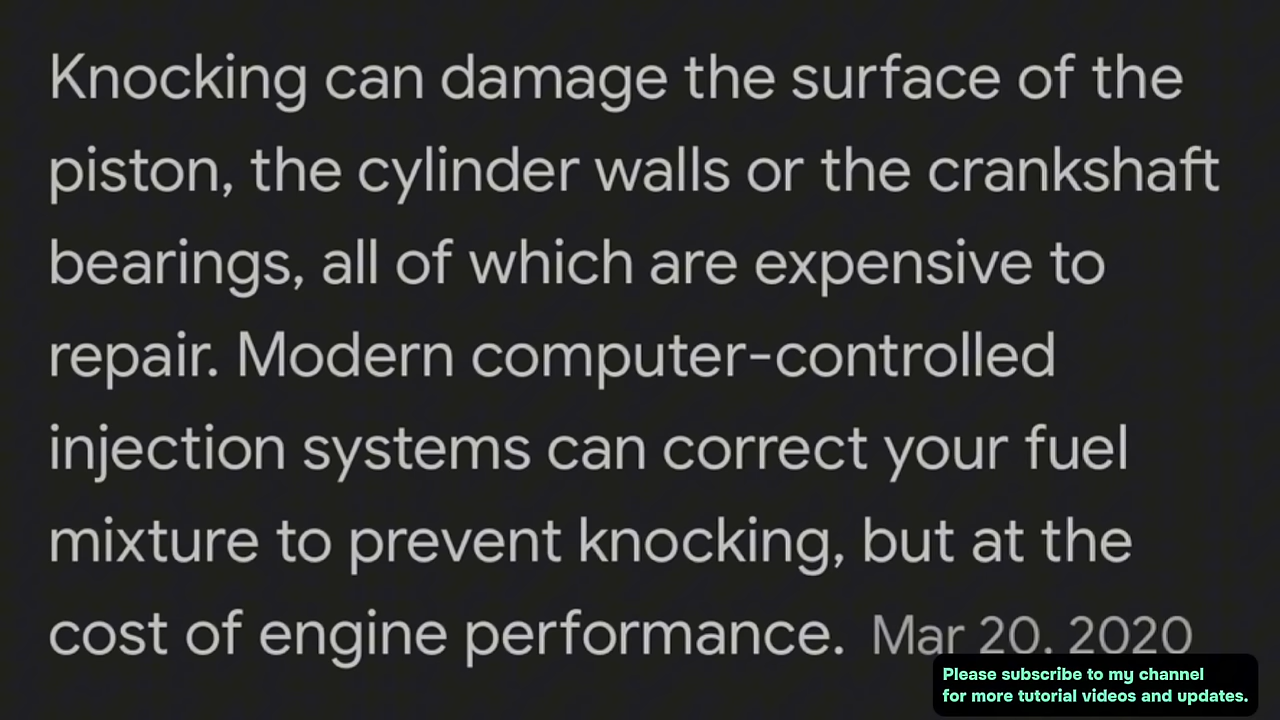 Knocking can damage the surface of the
piston, the cylinder walls or the crankshaft
bearings, all of which are expensive to
repair. Modern computer-controlled
injection systems can correct your fuel
mixture to prevent knocking, but at the
cost of engine performance. Mar 20, 2020
Please subscribe to my channel
for more tutorial videos and updates.